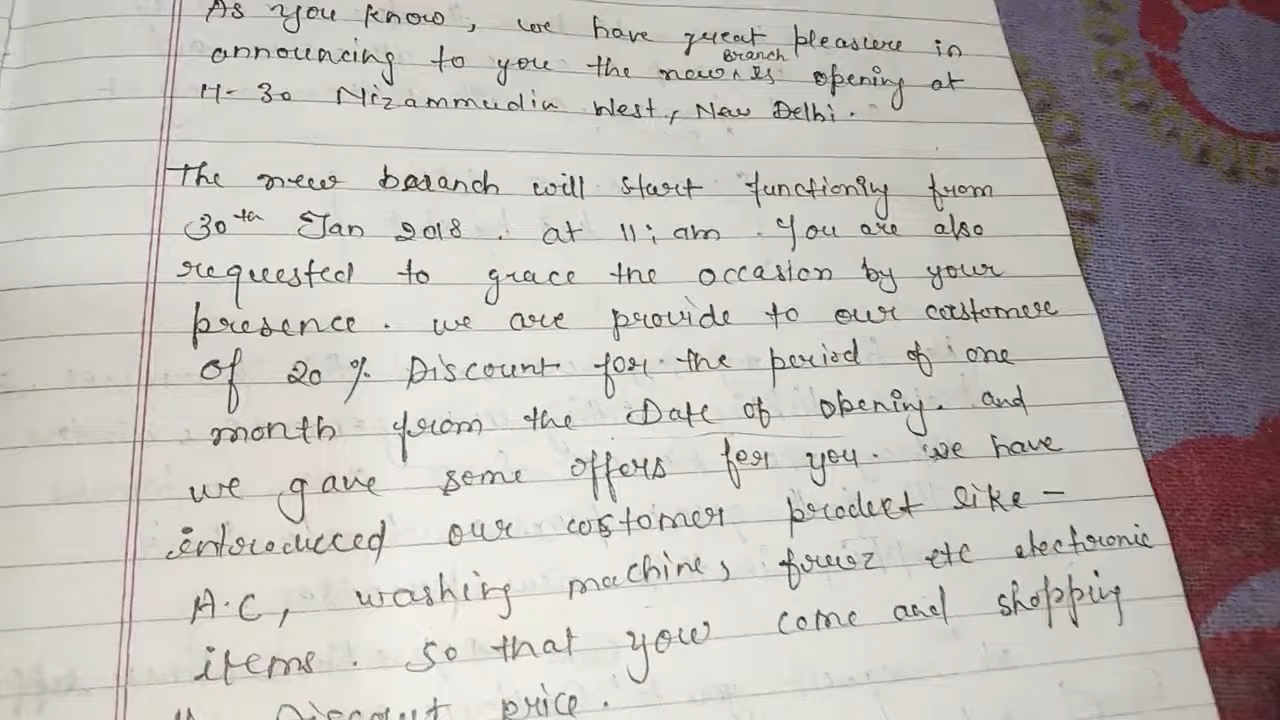 As you know, we have great pleasure in
Branch
announcing to you the new is opening at
H-30 Nizammudin West, New Delhi.
The new baranch will start functioning from
30th Jan 2018. at 11: am. You are also
requested to grace the occasion by your
presence. we are provide to our costomer
of 20% Discount for the period of one
month from the Date of opening. and
we gave some offers for you. we have
introduced our costomer product like -
A.C, washing machine, etc electronic
items. so that you come and shopping
Discount price.